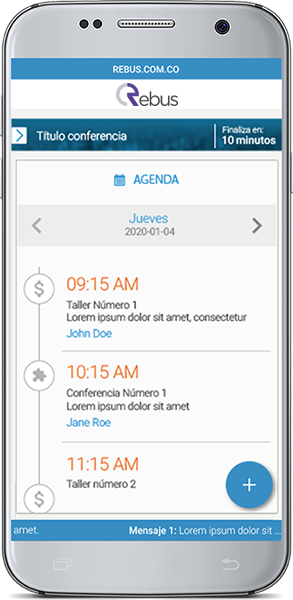 REBUS.COM.CO
Rebus
Título conferencia
Finaliza en:
10 minutos
AGENDA
Jueves
2020-01-04
09:15 AM
Taller Número 1
Lorem ipsum dolor sit amet, consectetur
John Doe
10:15 AM
Conferencia Número 1
Lorem ipsum dolor sit amet
Jane Roe
11:15 AM
Taller número 2
amet. Mensaje 1: Lorem ipsum dolor sit ...